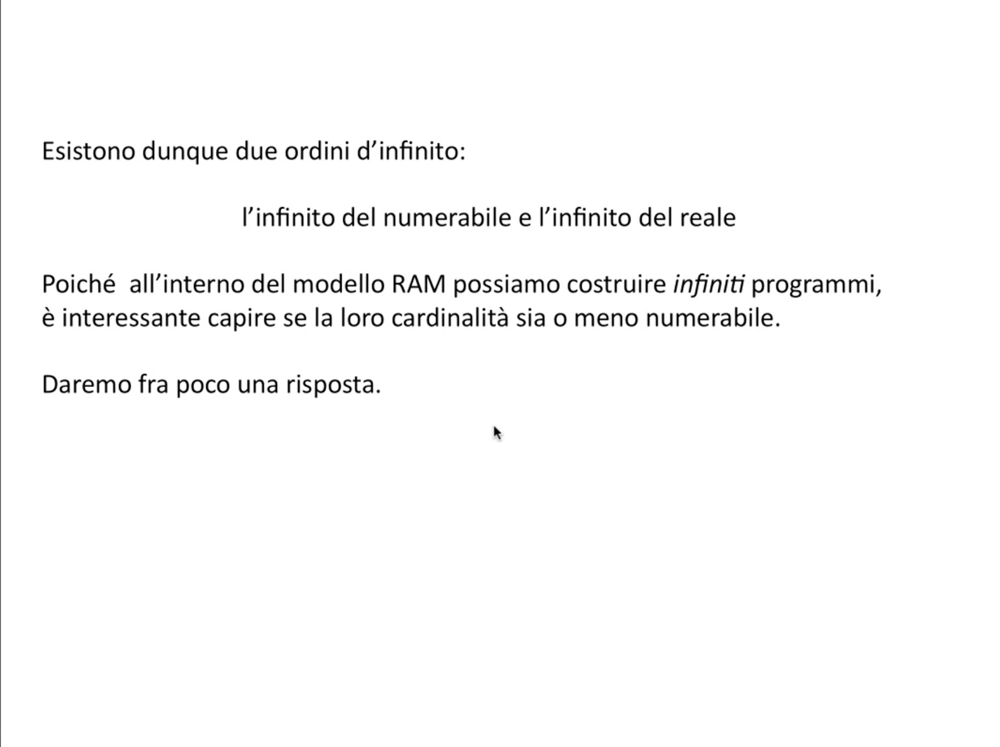 Esistono dunque due ordini d’infinito:
l’infinito del numerabile e l’infinito del reale
Poiché  all’interno del modello RAM possiamo costruire infiniti programmi,
è interessante capire se la loro cardinalità sia o meno numerabile.
Daremo fra poco una risposta.